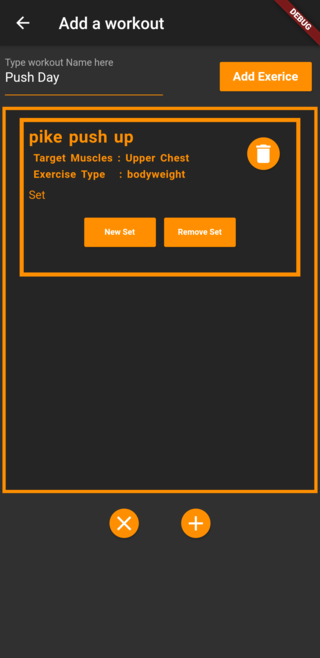 DEBUG
Add a workout
Type workout Name here
Push Day
Add Exerice
pike push up
Target Muscles : Upper Chest
Exercise Type : bodyweight
Set
New Set
Remove Set